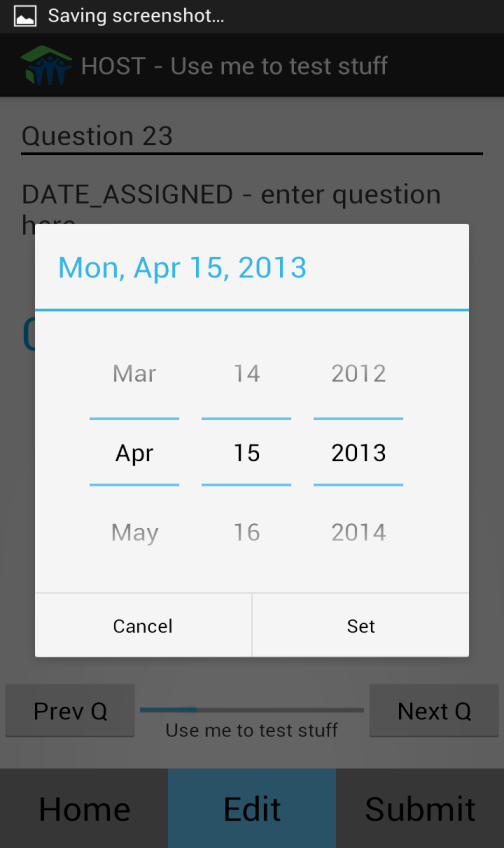 Saving screenshot...
HOST - Use me to test stuff
Question 23
DATE_ASSIGNED - enter question
here
Mon, Apr 15, 2013
Mar 14 2012
Apr 15 2013
May 16 2014
Cancel Set
Prev Q Next Q
Use me to test stuff
Home Edit Submit